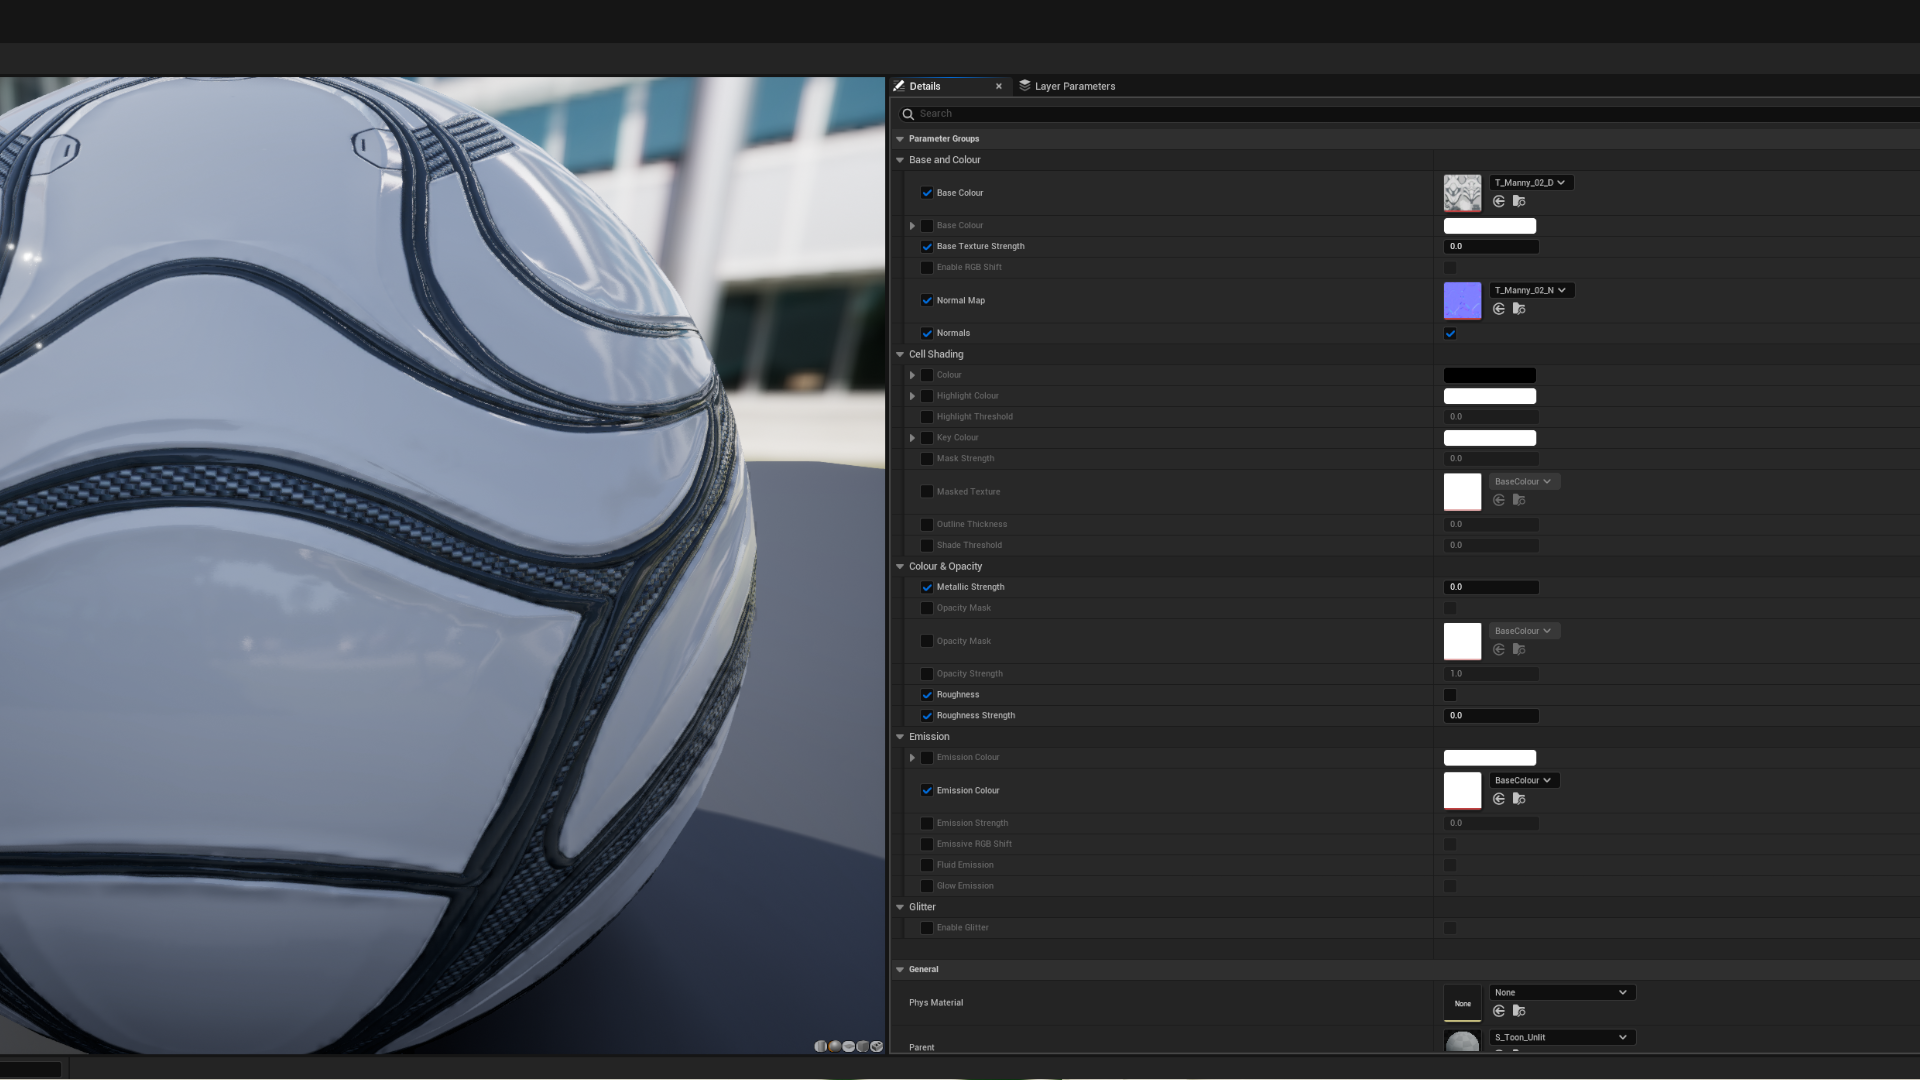 Details
Layer Parameters
Search
Parameter Groups
Base and Colour
Base Colour
T_Manny_02_D
Base Colour
Base Texture Strength
0.0
Enable RGB Shift
Normal Map
T_Manny_02_N
Normals
Cell Shading
Colour
Highlight Colour
Highlight Threshold
0.0
Key Colour
Mask Strength
0.0
Masked Texture
BaseColour
Outline Thickness
0.0
Shade Threshold
0.0
Colour & Opacity
Metallic Strength
0.0
Opacity Mask
Opacity Mask
BaseColour
Opacity Strength
1.0
Roughness
Roughness Strength
0.0
Emission
Emission Colour
Emission Colour
BaseColour
Emission Strength
0.0
Emissive RGB Shift
Fluid Emission
Glow Emission
Glitter
Enable Glitter
General
Phys Material
None
None
Parent
S_Toon_Unlit